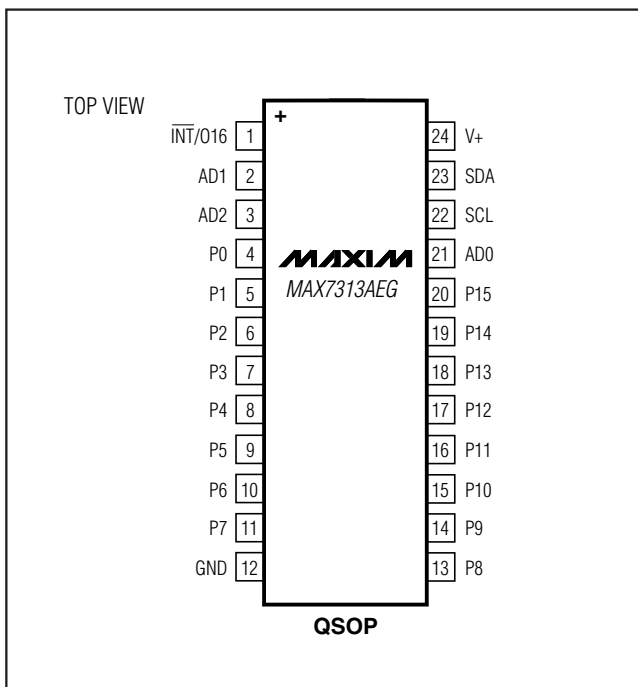 TOP VIEW
+
INT/O16 1 24 V+
AD1 2 23 SDA
AD2 3 22 SCL
P0 4 MAXIM 21 AD0
P1 5 MAX7313AEG 20 P15
P2 6 19 P14
P3 7 18 P13
P4 8 17 P12
P5 9 16 P11
P6 10 15 P10
P7 11 14 P9
GND 12 13 P8
QSOP